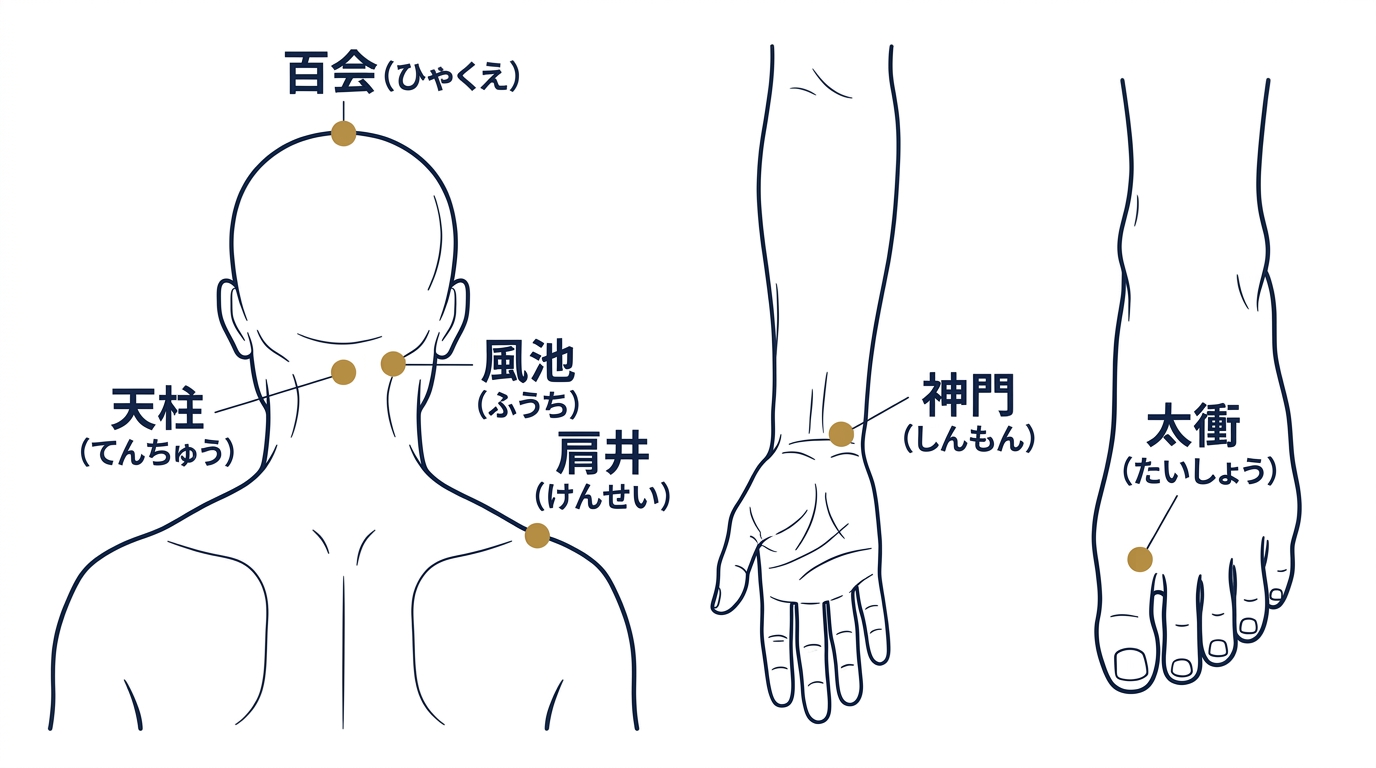 百会(ひゃくえ)
風池
(ふうち)
天柱
(てんちゅう)
肩井
(けんせい)
神門
(しんもん)
太衝
(たいしょう)